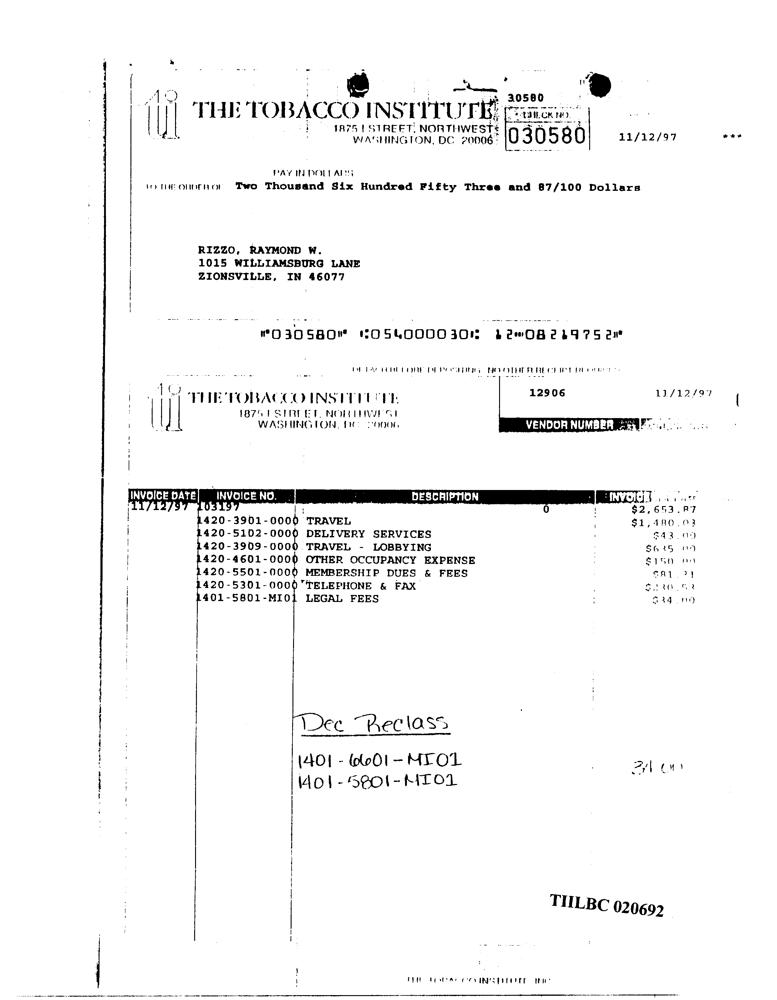 THE TOBACCO INSTITUTE
1875 I STREET, NORTHWEST
WASHINGTON, DC 20006
30580
CHECK NO.
030580
11/12/97 ***
PAY IN DOLLARS
TO THE ORDER OF Two Thousand Six Hundred Fifty Three and 87/100 Dollars
RIZZO, RAYMOND W.
1015 WILLIAMSBURG LANE
ZIONSVILLE, IN 46077
⑈030580⑈ ⑆054000030⑆ 12⑉08219752⑈
DETACH BEFORE DEPOSITING NO OTHER RECEIPT
THE TOBACCO INSTITUTE
1875 I STREET, NORTHWEST
WASHINGTON, DC 20006
12906 11/12/97
VENDOR NUMBER
INVOICE DATE INVOICE NO. DESCRIPTION
11/12/97 103197 0 $2,653.87
1420-3901-0000 TRAVEL $1,480.03
1420-5102-0000 DELIVERY SERVICES $43.00
1420-3909-0000 TRAVEL - LOBBYING $635.00
1420-4601-0000 OTHER OCCUPANCY EXPENSE $150.00
1420-5501-0000 MEMBERSHIP DUES & FEES $81.31
1420-5301-0000 TELEPHONE & FAX $230.53
1401-5801-MI01 LEGAL FEES $34.00
Dec Reclass
1401-6601-MI01
1401-5801-MI01
34.00
TIILBC 020692
THE TOBACCO INSTITUTE INC